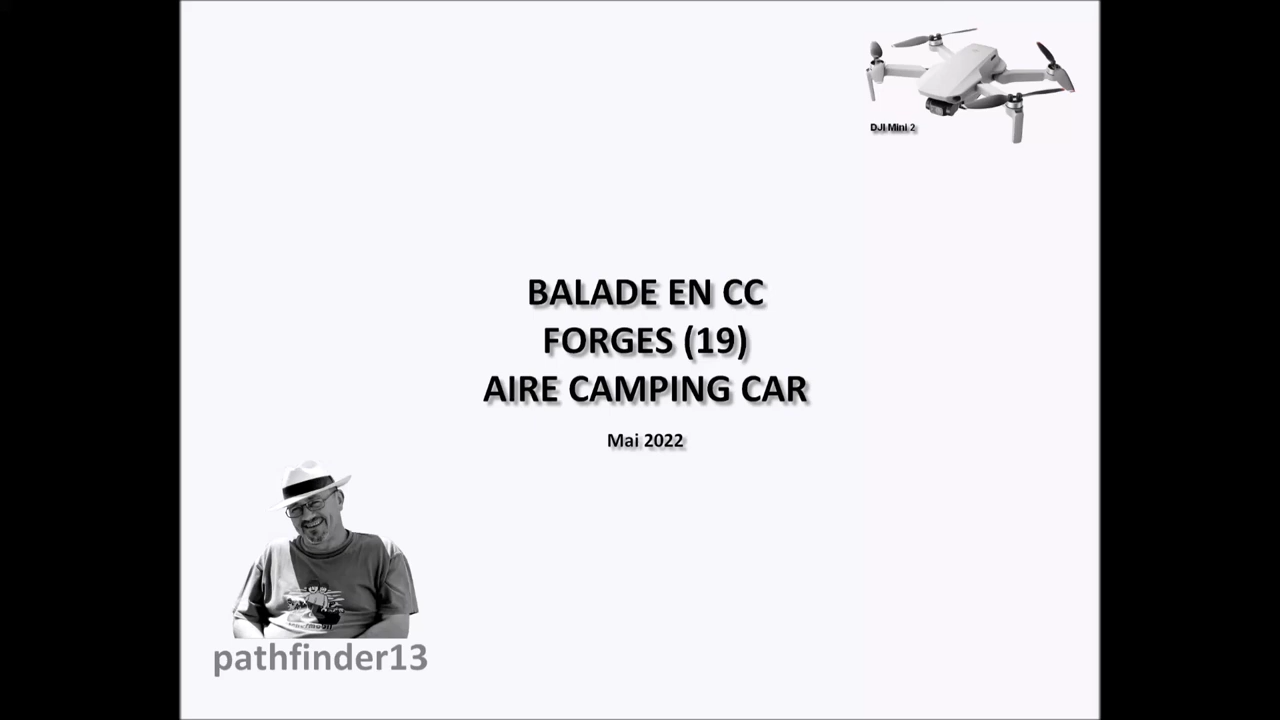 DJI Mini 2
BALADE EN CC
FORGES (19)
AIRE CAMPING CAR
Mai 2022
pathfinder13